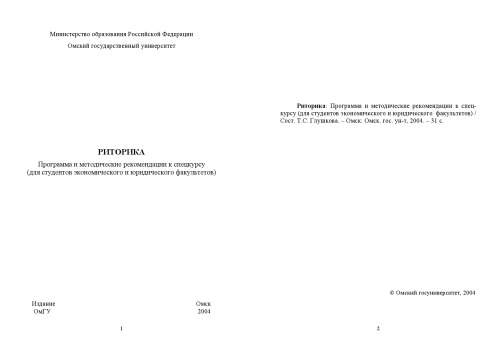 Министерство образования Российской Федерации
Омский государственный университет
РИТОРИКА
Программа и методические рекомендации к спецкурсу
(для студентов экономического и юридического факультетов)
Издание Омск
ОмГУ 2004
1
Риторика: Программа и методические рекомендации к спец-
курсу (для студентов экономического и юридического факультетов) /
Сост. Т.С. Глушкова. – Омск: Омск. гос. ун-т, 2004. – 31 с.
© Омский госуниверситет, 2004
2